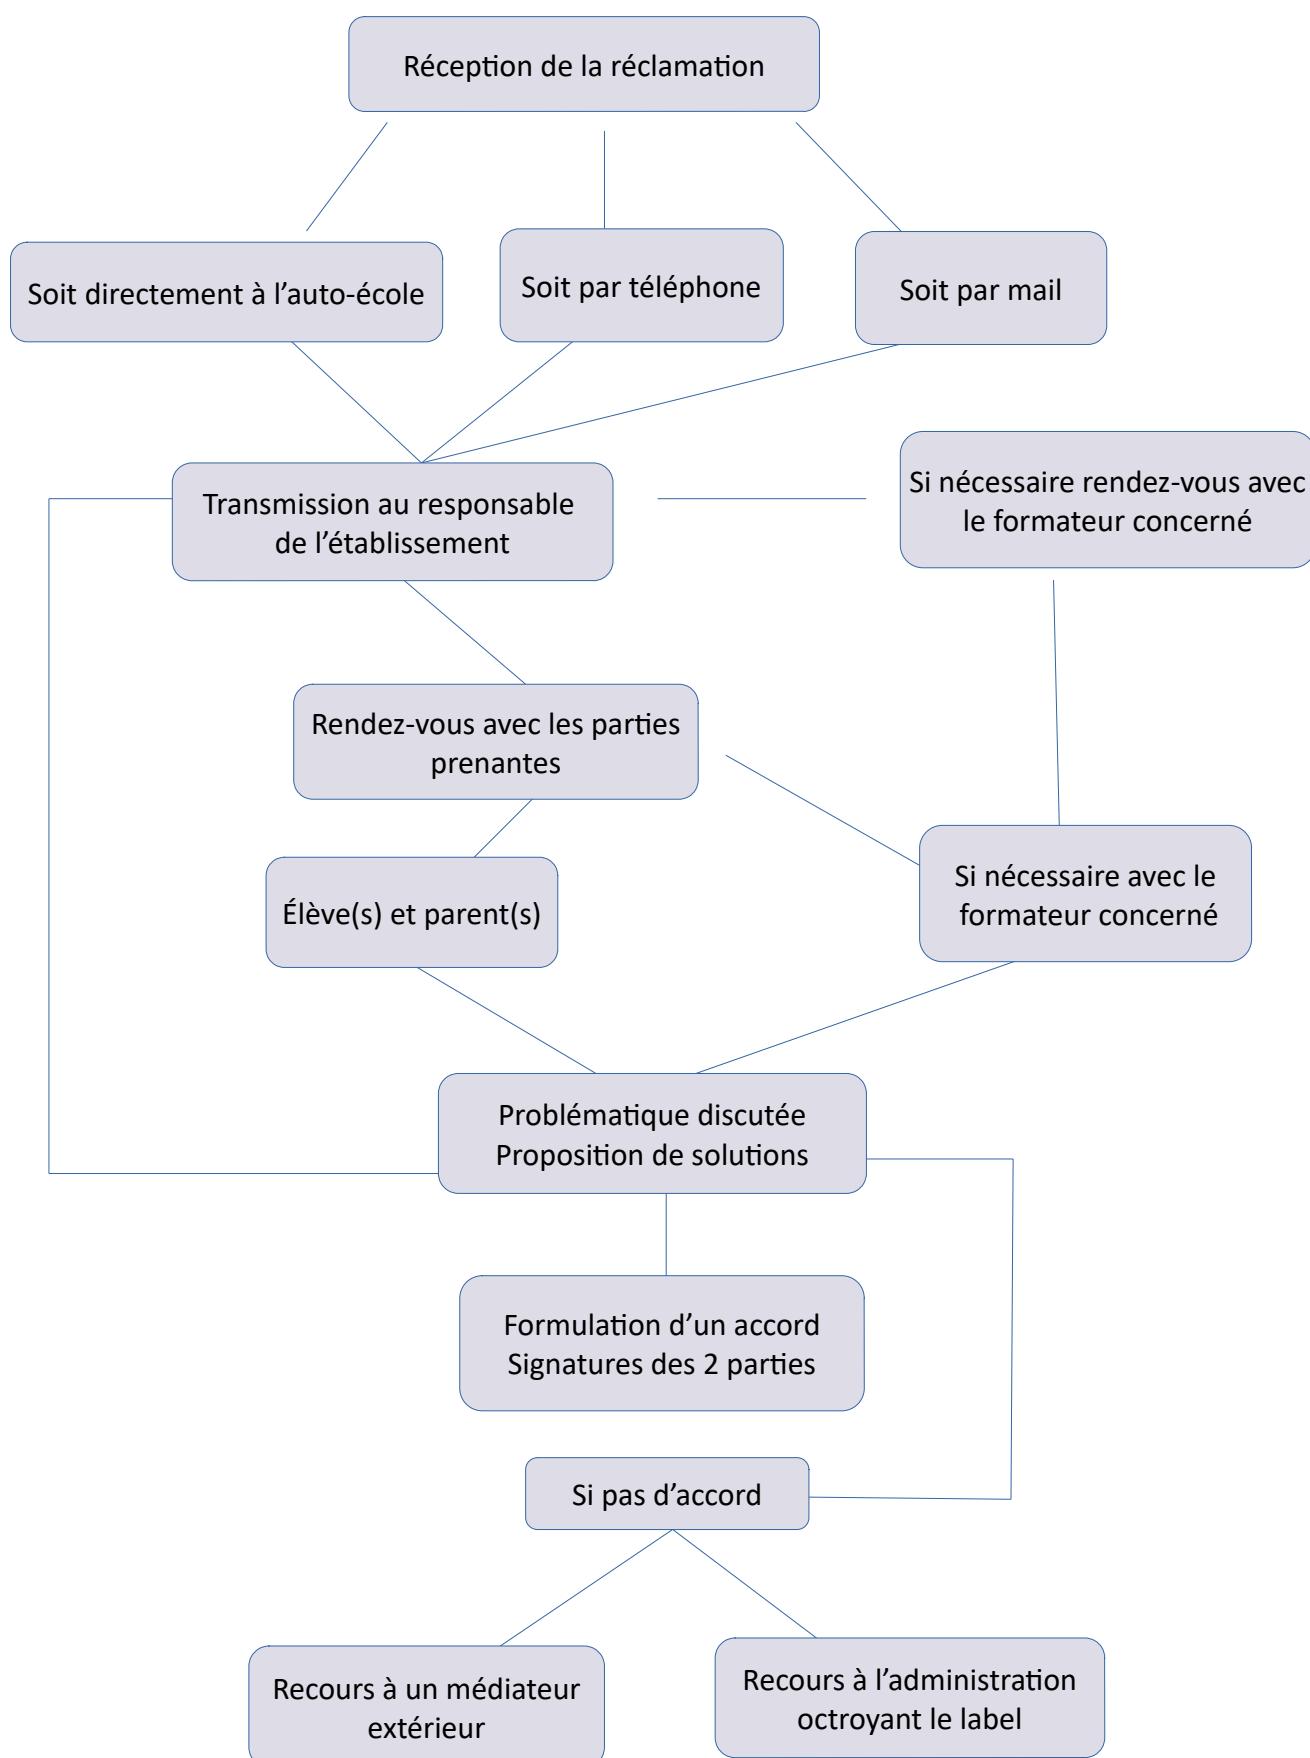 Réception de la réclamation
Soit directement à l’auto-école
Soit par téléphone
Soit par mail
Transmission au responsable
de l’établissement
Si nécessaire rendez-vous avec
le formateur concerné
Rendez-vous avec les parties
prenantes
Élève(s) et parent(s)
Si nécessaire avec le
formateur concerné
Problématique discutée
Proposition de solutions
Formulation d’un accord
Signatures des 2 parties
Si pas d’accord
Recours à un médiateur
extérieur
Recours à l’administration
octroyant le label